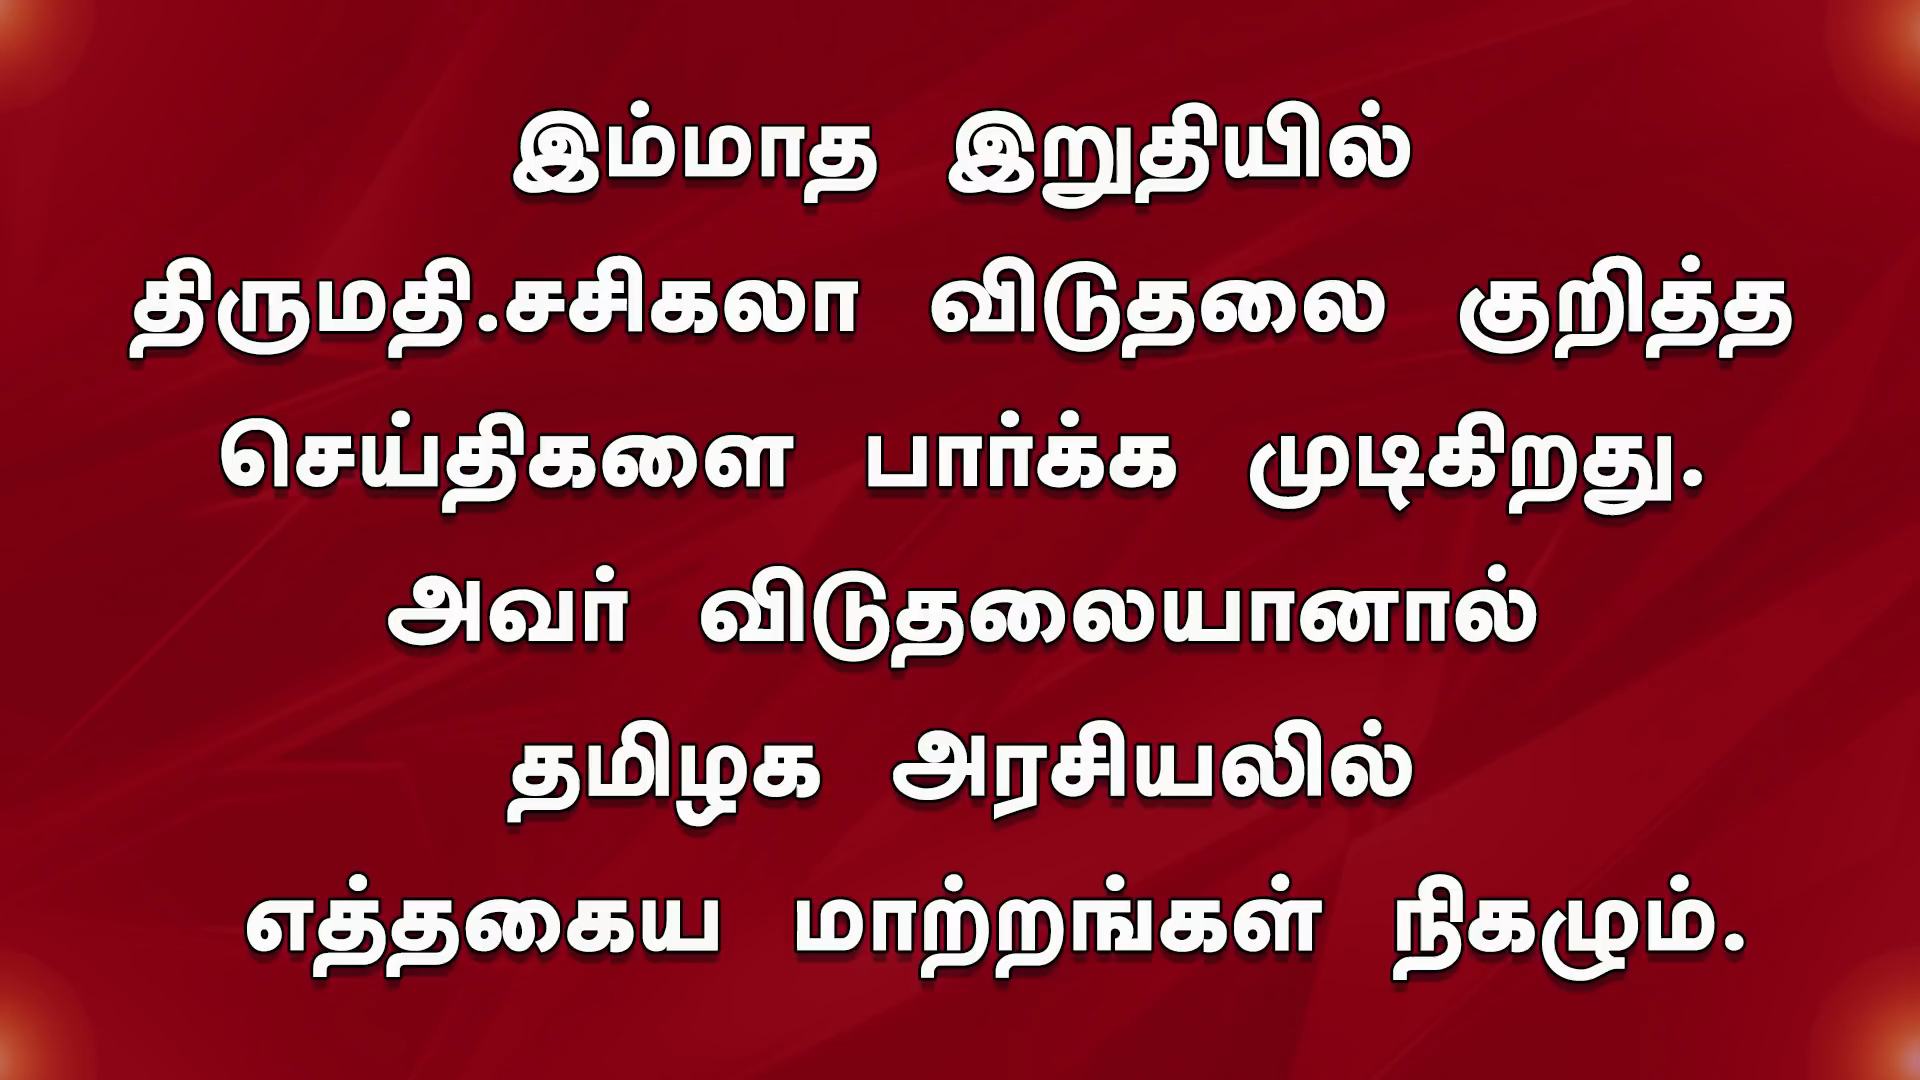 இம்மாத இறுதியில்
திருமதி.சசிகலா விடுதலை குறித்த
செய்திகளை பார்க்க முடிகிறது.
அவர் விடுதலையானால்
தமிழக அரசியலில்
எத்தகைய மாற்றங்கள் நிகழும்.